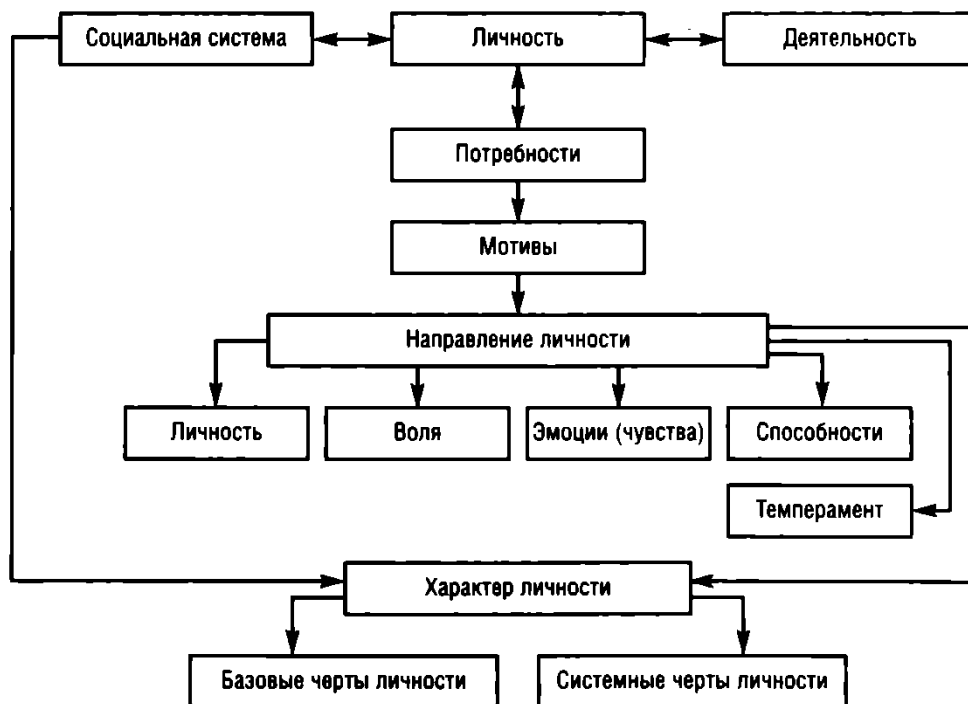 Социальная система
Личность
Деятельность
Потребности
Мотивы
Направление личности
Личность
Воля
Эмоции (чувства)
Способности
Темперамент
Характер личности
Базовые черты личности
Системные черты личности